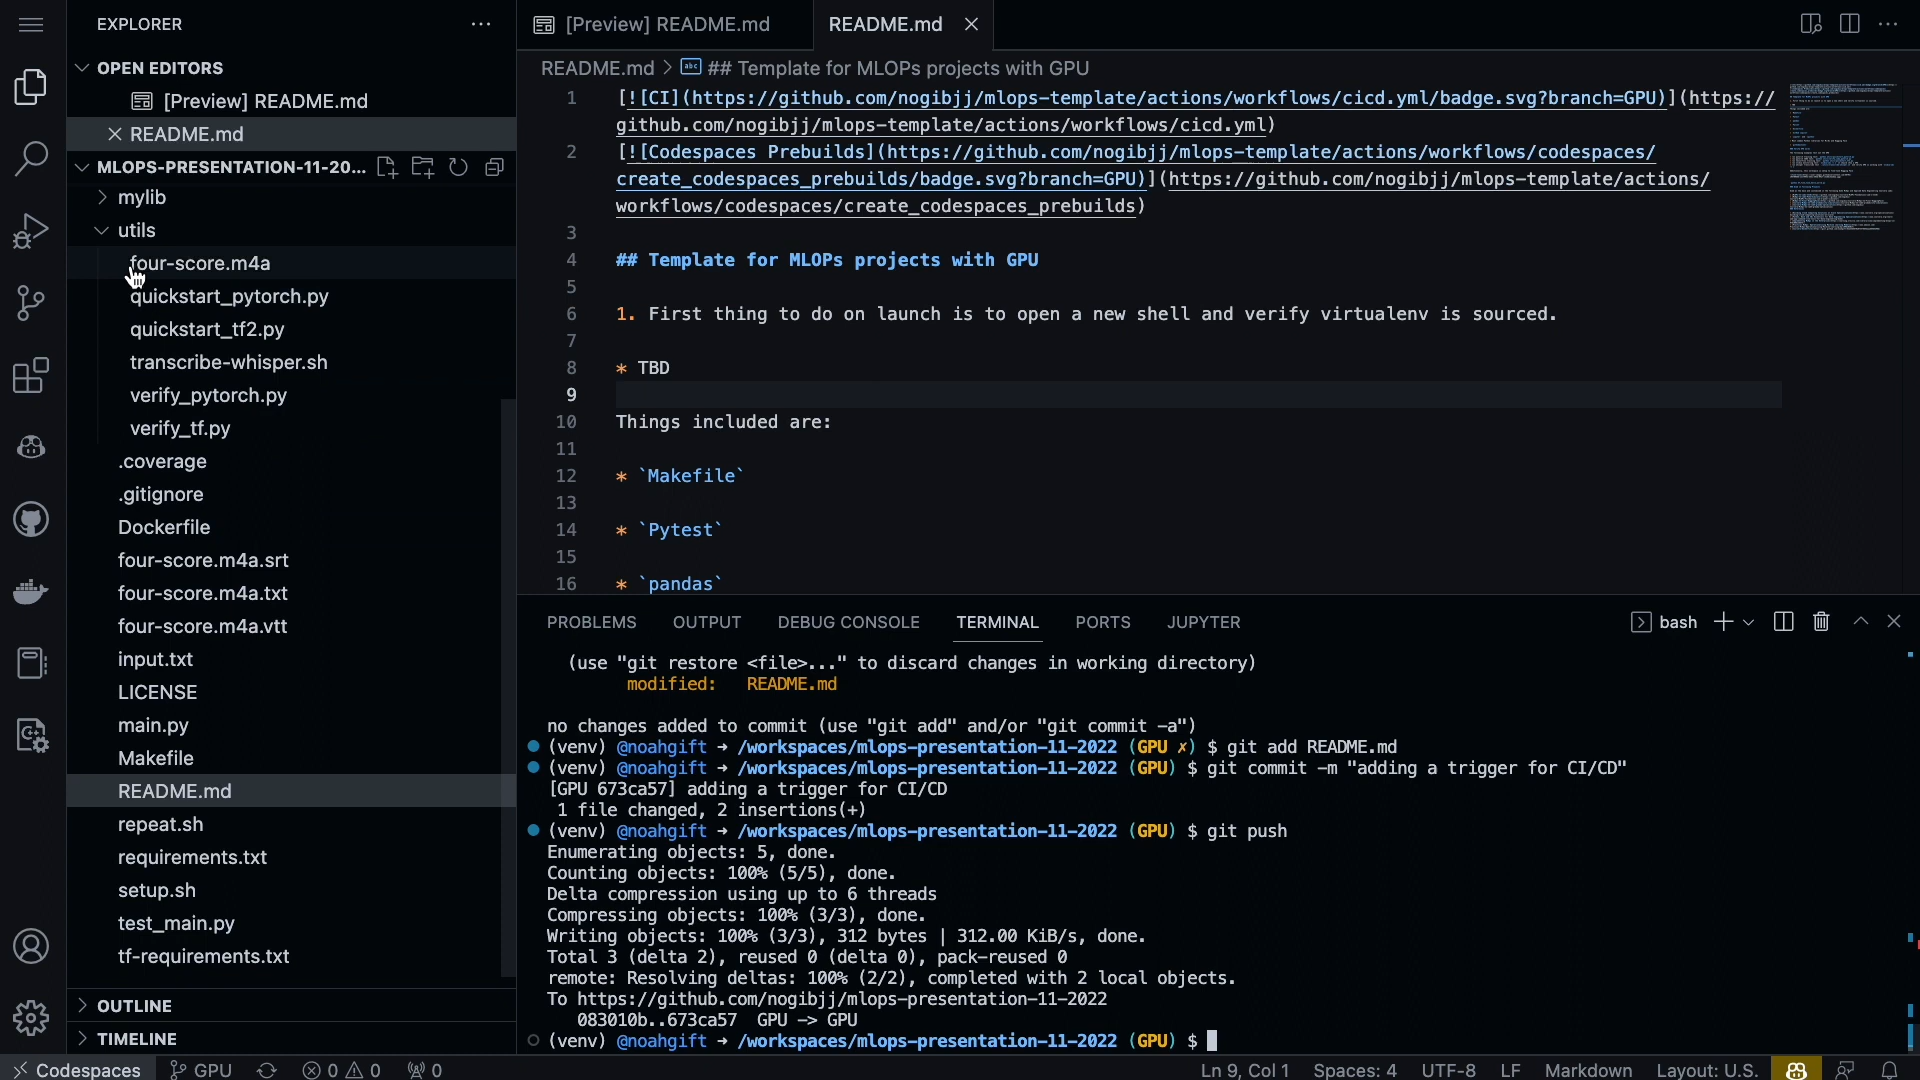 EXPLORER
OPEN EDITORS
[Preview] README.md
README.md
MLOPS-PRESENTATION-11-20...
mylib
utils
four-score.m4a
quickstart_pytorch.py
quickstart_tf2.py
transcribe-whisper.sh
verify_pytorch.py
verify_tf.py
.coverage
.gitignore
Dockerfile
four-score.m4a.srt
four-score.m4a.txt
four-score.m4a.vtt
input.txt
LICENSE
main.py
Makefile
README.md
repeat.sh
requirements.txt
setup.sh
test_main.py
tf-requirements.txt
OUTLINE
TIMELINE
[Preview] README.md
README.md
README.md > abc ## Template for MLOPs projects with GPU
1 [![CI](https://github.com/nogibjj/mlops-template/actions/workflows/cicd.yml/badge.svg?branch=GPU)](https://
github.com/nogibjj/mlops-template/actions/workflows/cicd.yml)
2 [![Codespaces Prebuilds](https://github.com/nogibjj/mlops-template/actions/workflows/codespaces/
create_codespaces_prebuilds/badge.svg?branch=GPU)](https://github.com/nogibjj/mlops-template/actions/
workflows/codespaces/create_codespaces_prebuilds)
3
4 ## Template for MLOPs projects with GPU
5
6 1. First thing to do on launch is to open a new shell and verify virtualenv is sourced.
7
8 * TBD
9
10 Things included are:
11
12 * `Makefile`
13
14 * `Pytest`
15
16 * `pandas`
PROBLEMS OUTPUT DEBUG CONSOLE TERMINAL PORTS JUPYTER bash
(use "git restore <file>..." to discard changes in working directory)
modified: README.md
no changes added to commit (use "git add" and/or "git commit -a")
(venv) @noahgift → /workspaces/mlops-presentation-11-2022 (GPU ✗) $ git add README.md
(venv) @noahgift → /workspaces/mlops-presentation-11-2022 (GPU) $ git commit -m "adding a trigger for CI/CD"
[GPU 673ca57] adding a trigger for CI/CD
1 file changed, 2 insertions(+)
(venv) @noahgift → /workspaces/mlops-presentation-11-2022 (GPU) $ git push
Enumerating objects: 5, done.
Counting objects: 100% (5/5), done.
Delta compression using up to 6 threads
Compressing objects: 100% (3/3), done.
Writing objects: 100% (3/3), 312 bytes | 312.00 KiB/s, done.
Total 3 (delta 2), reused 0 (delta 0), pack-reused 0
remote: Resolving deltas: 100% (2/2), completed with 2 local objects.
To https://github.com/nogibjj/mlops-presentation-11-2022
083010b..673ca57 GPU -> GPU
(venv) @noahgift → /workspaces/mlops-presentation-11-2022 (GPU) $
Codespaces GPU 0 0 0 Ln 9, Col 1 Spaces: 4 UTF-8 LF Markdown Layout: U.S.